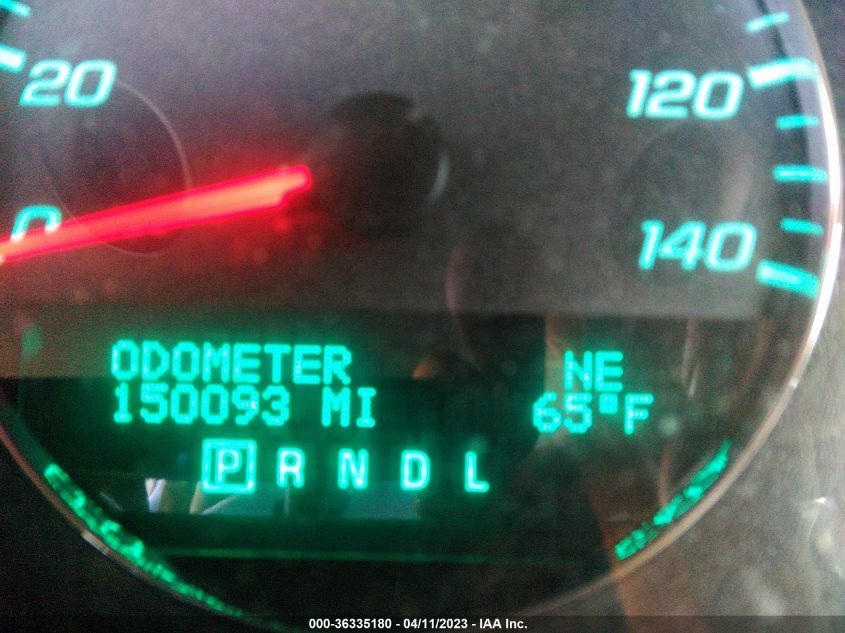 20
120
0
140
ODOMETER
NE
150093 MI
65°F
P R N D L
000-36335180 - 04/11/2023 - IAA Inc.